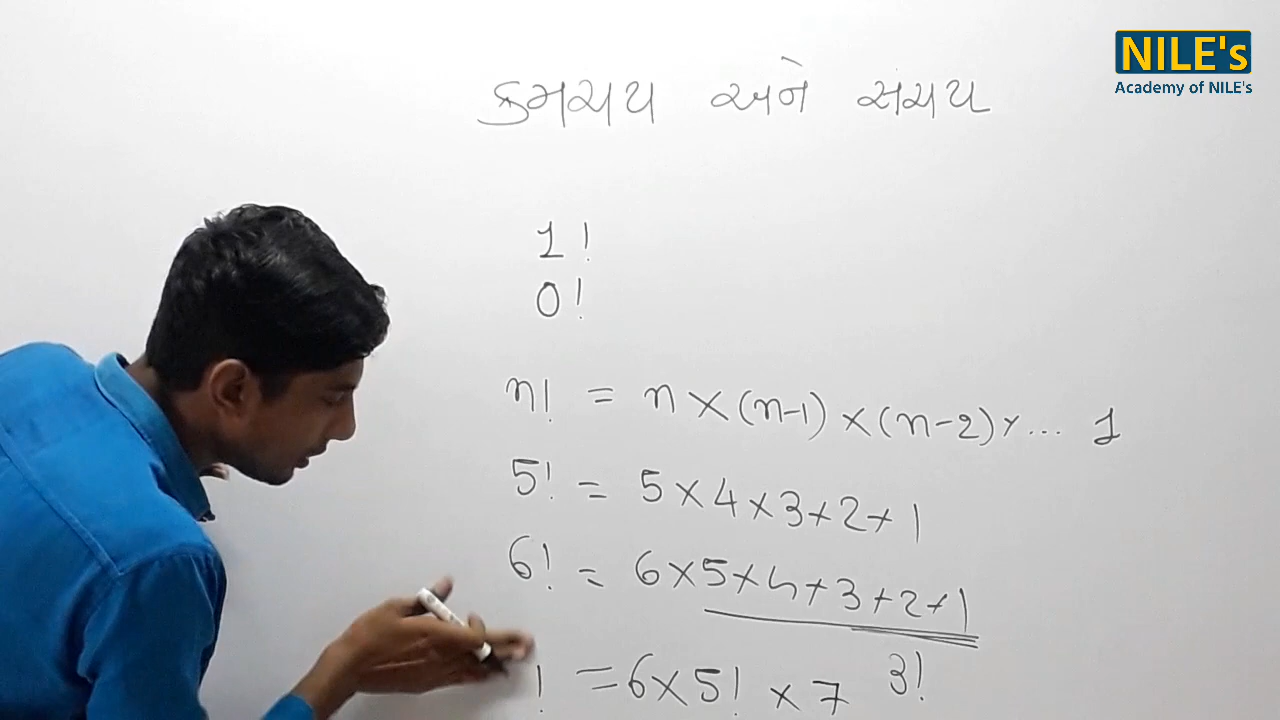 NILE's
Academy of NILE's
ક્રમચય અને સંચય
1!
0!
n! = n × (n-1) × (n-2) × ... 1
5! = 5 × 4 × 3 × 2 × 1
6! = 6 × 5 × 4 × 3 × 2 × 1
! = 6 × 5! × 7 3!